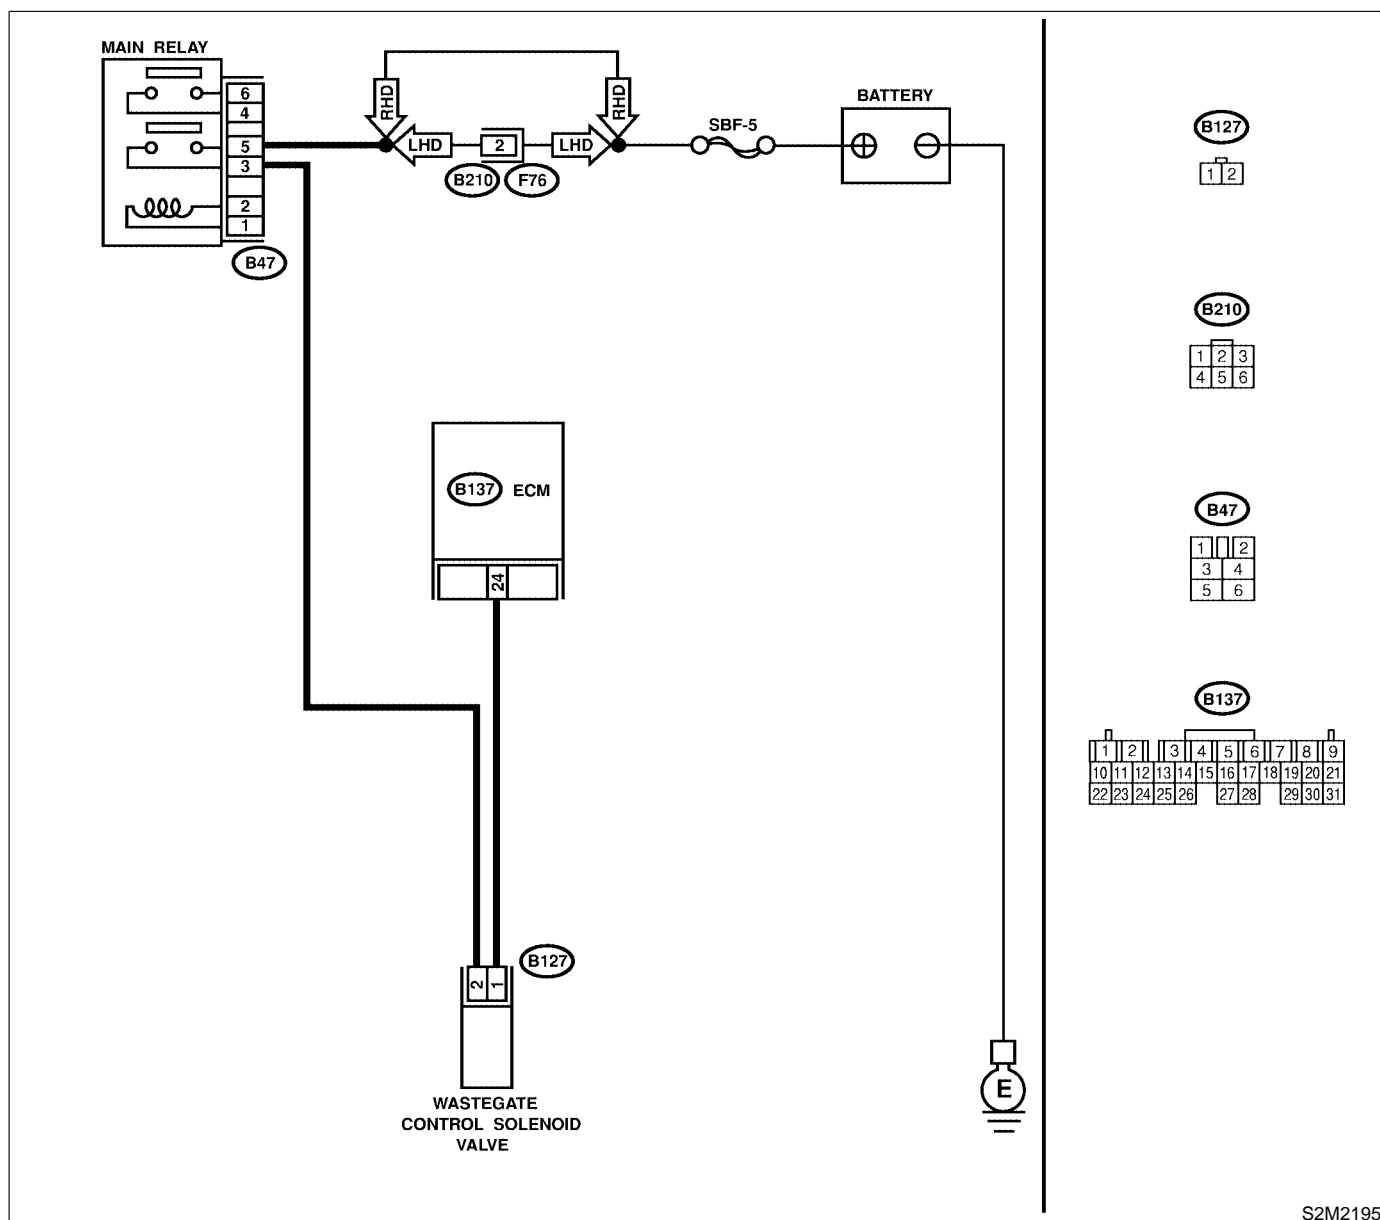 MAIN RELAY
6
4
5
3
2
1
B47
RHD
RHD
LHD
2
LHD
B210
F76
SBF-5
BATTERY
B137 ECM
24
B127
2 1
WASTEGATE
CONTROL SOLENOID
VALVE
E
B127
1 2
B210
1 2 3
4 5 6
B47
1 2
3 4
5 6
B137
1 2 3 4 5 6 7 8 9
10 11 12 13 14 15 16 17 18 19 20 21
22 23 24 25 26 27 28 29 30 31
S2M2195